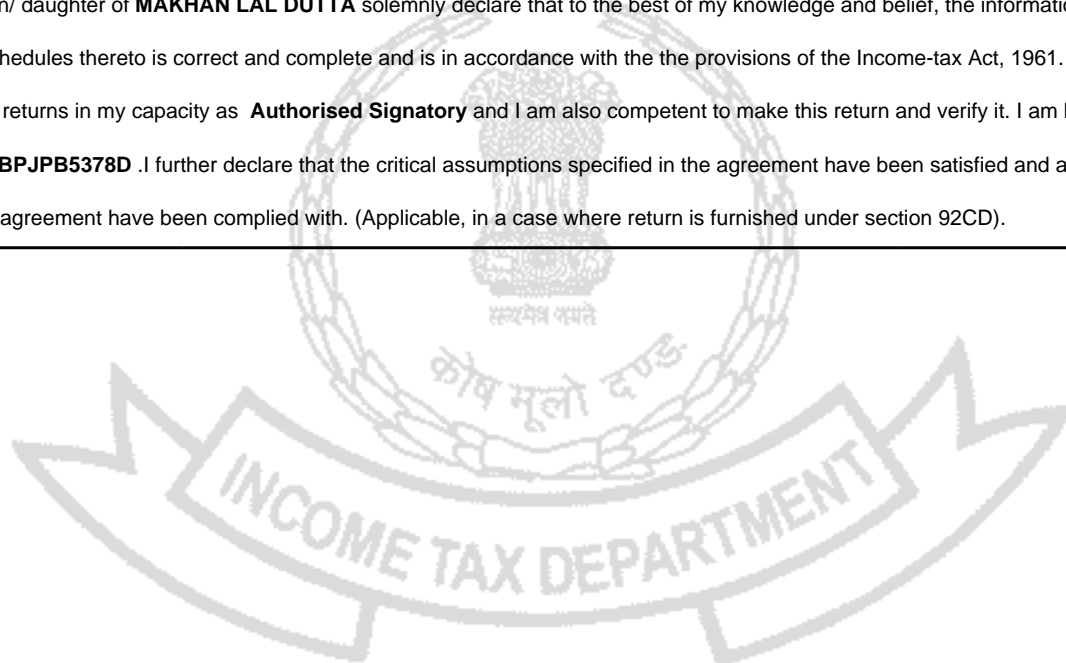 n/ daughter of MAKHAN LAL DUTTA solemnly declare that to the best of my knowledge and belief, the informatio
hedules thereto is correct and complete and is in accordance with the the provisions of the Income-tax Act, 1961.
returns in my capacity as Authorised Signatory and I am also competent to make this return and verify it. I am
BPJPB5378D .I further declare that the critical assumptions specified in the agreement have been satisfied and a
agreement have been complied with. (Applicable, in a case where return is furnished under section 92CD).
सत्यमेव जयते
कोष मूलो दण्ड:
INCOME TAX DEPARTMENT